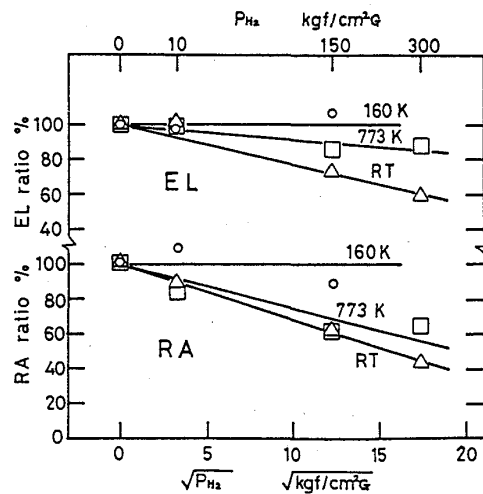 P_H₂ kgf/cm²G
0 10 150 300
EL ratio %
100
80
60
40
160 K
773 K
RT
EL
RA ratio %
100
80
60
40
20
0
160 K
773 K
RT
RA
0 5 10 15 20
√P_H₂ √kgf/cm²G